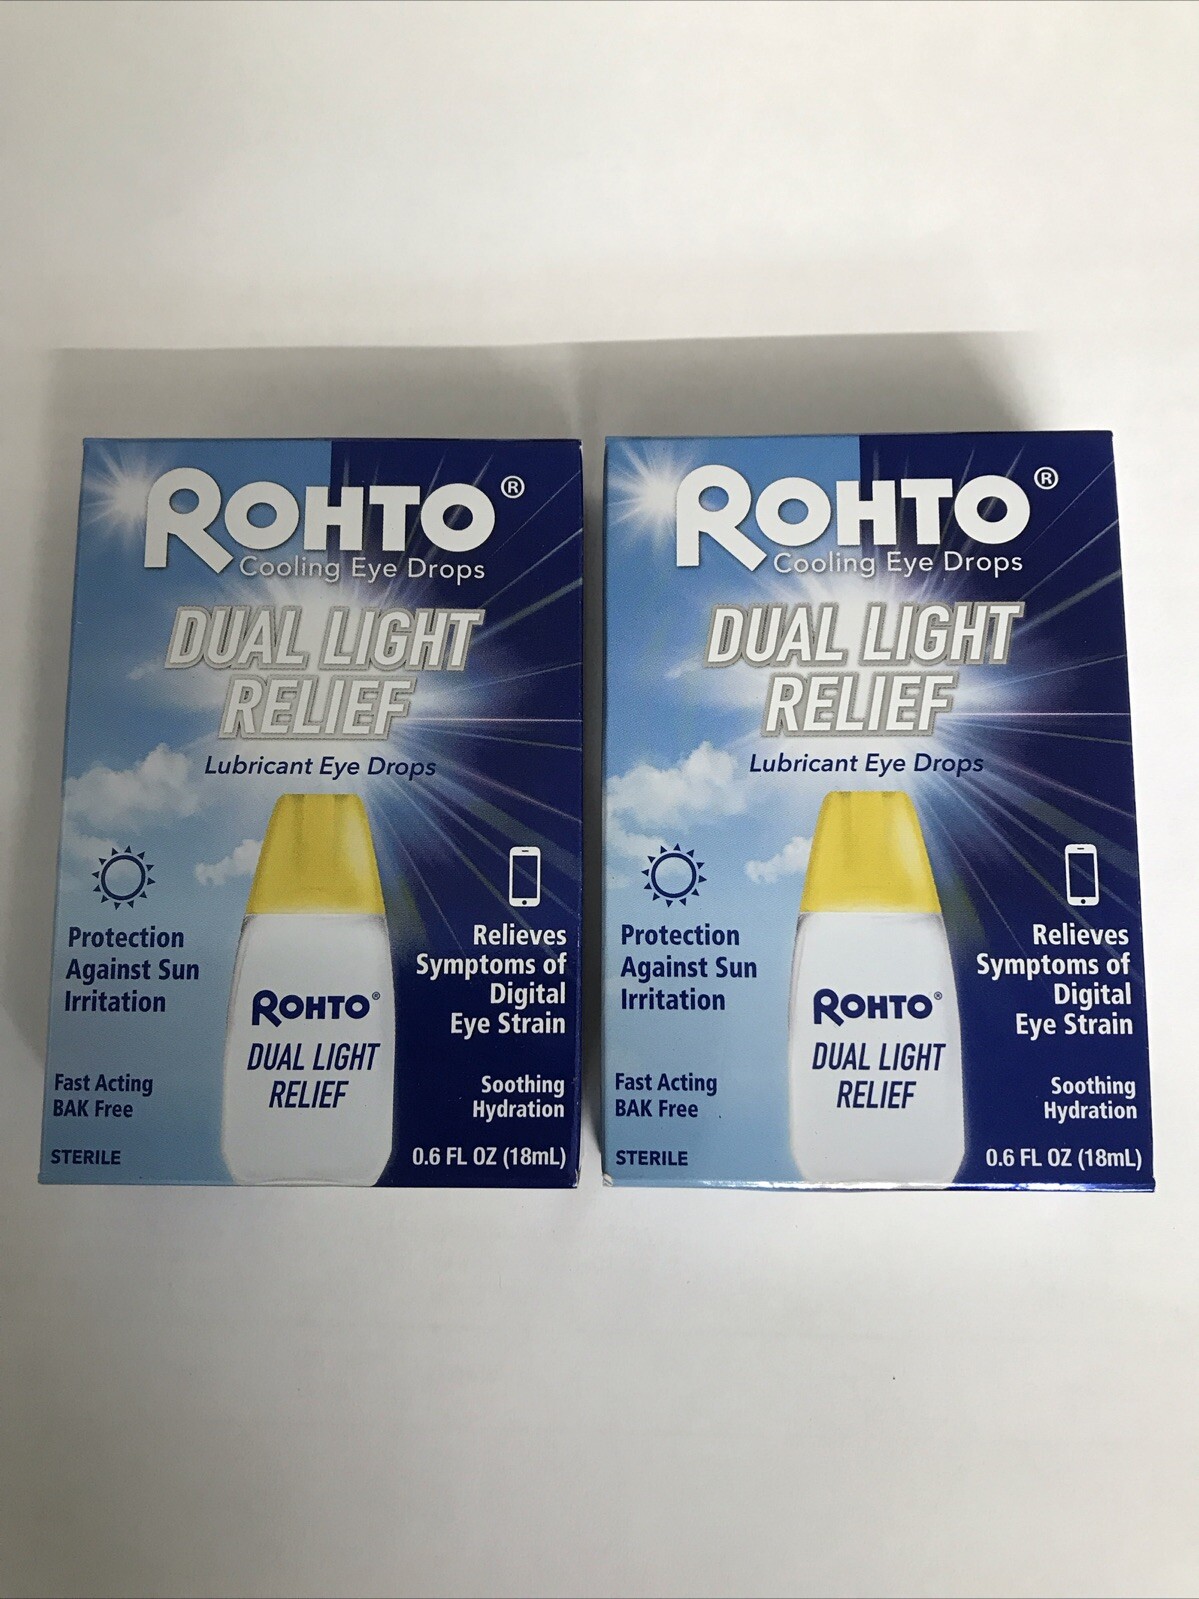 ROHTO®
Cooling Eye Drops
DUAL LIGHT
RELIEF
Lubricant Eye Drops
Protection
Against Sun
Irritation
Relieves
Symptoms of
Digital
Eye Strain
ROHTO®
DUAL LIGHT
RELIEF
Fast Acting
BAK Free
Soothing
Hydration
STERILE
0.6 FL OZ (18mL)
ROHTO®
Cooling Eye Drops
DUAL LIGHT
RELIEF
Lubricant Eye Drops
Protection
Against Sun
Irritation
Relieves
Symptoms of
Digital
Eye Strain
ROHTO®
DUAL LIGHT
RELIEF
Fast Acting
BAK Free
Soothing
Hydration
STERILE
0.6 FL OZ (18mL)